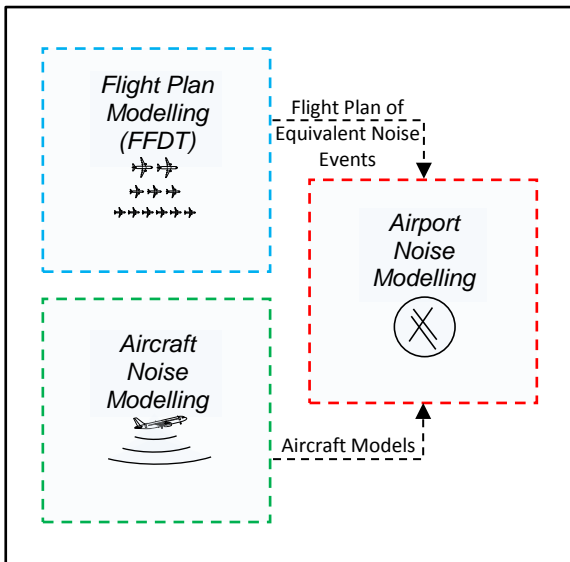 Flight Plan
Modelling
(FFDT)
Flight Plan of
Equivalent Noise
Events
Airport
Noise
Modelling
Aircraft
Noise
Modelling
Aircraft Models